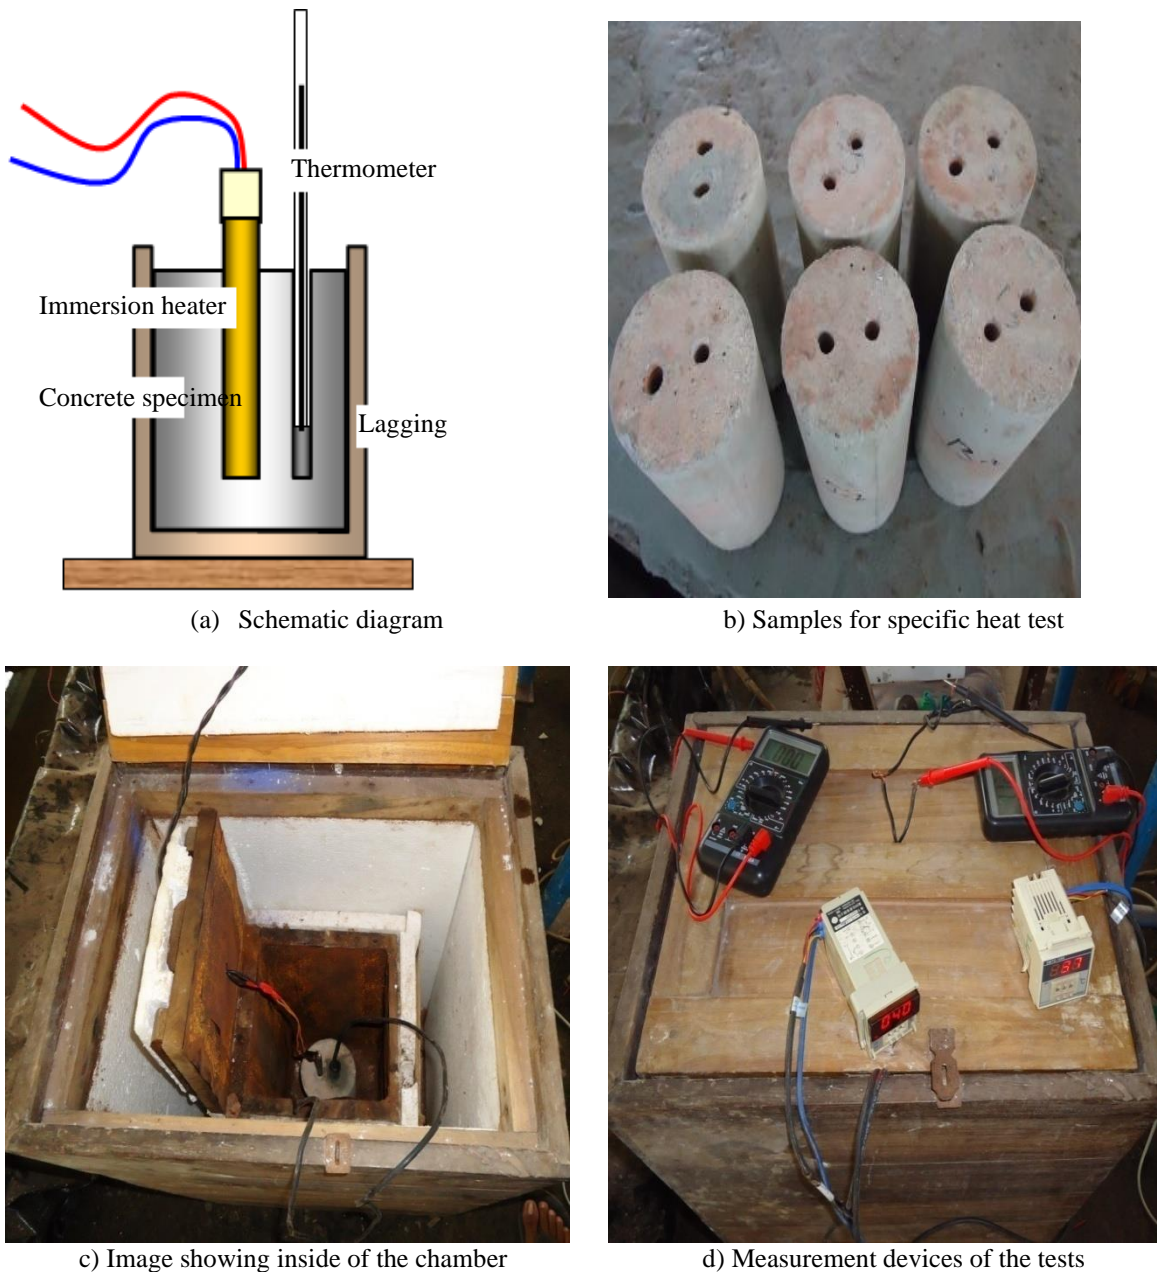 Thermometer
Immersion heater
Concrete specimen
Lagging
(a) Schematic diagram
b) Samples for specific heat test
040
67
c) Image showing inside of the chamber
d) Measurement devices of the tests